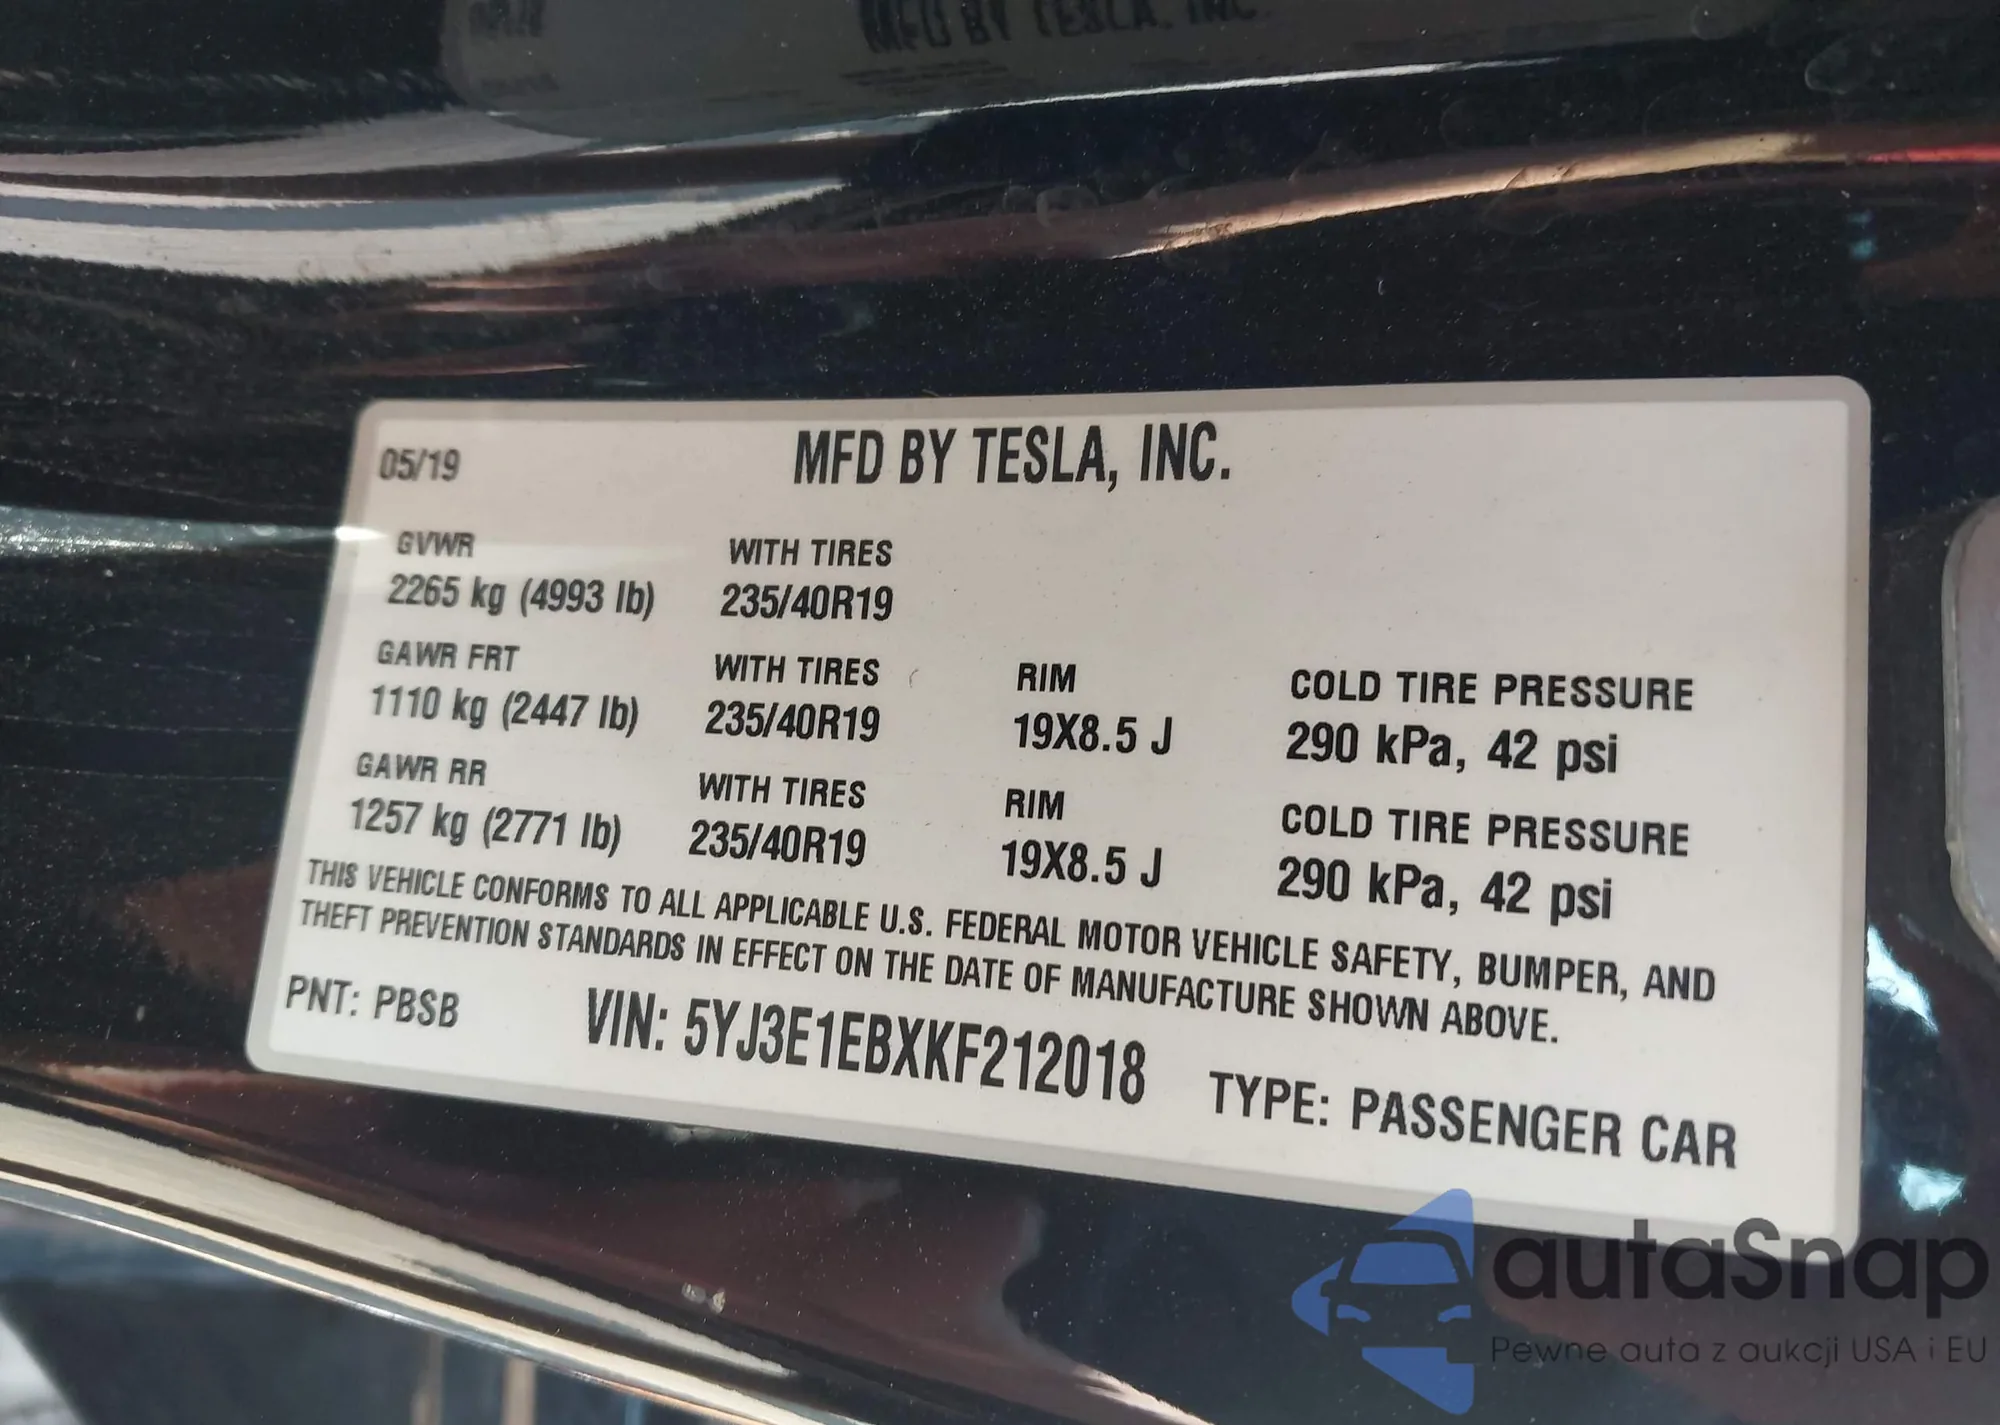 MFD BY TESLA, INC.
05/19 MFD BY TESLA, INC.
GVWR WITH TIRES
2265 kg (4993 lb) 235/40R19
GAWR FRT WITH TIRES RIM COLD TIRE PRESSURE
1110 kg (2447 lb) 235/40R19 19X8.5 J 290 kPa, 42 psi
GAWR RR WITH TIRES RIM COLD TIRE PRESSURE
1257 kg (2771 lb) 235/40R19 19X8.5 J 290 kPa, 42 psi
THIS VEHICLE CONFORMS TO ALL APPLICABLE U.S. FEDERAL MOTOR VEHICLE SAFETY, BUMPER, AND
THEFT PREVENTION STANDARDS IN EFFECT ON THE DATE OF MANUFACTURE SHOWN ABOVE.
PNT: PBSB VIN: 5YJ3E1EBXKF212018 TYPE: PASSENGER CAR
autaSnap
Pewne auta z aukcji USA i EU